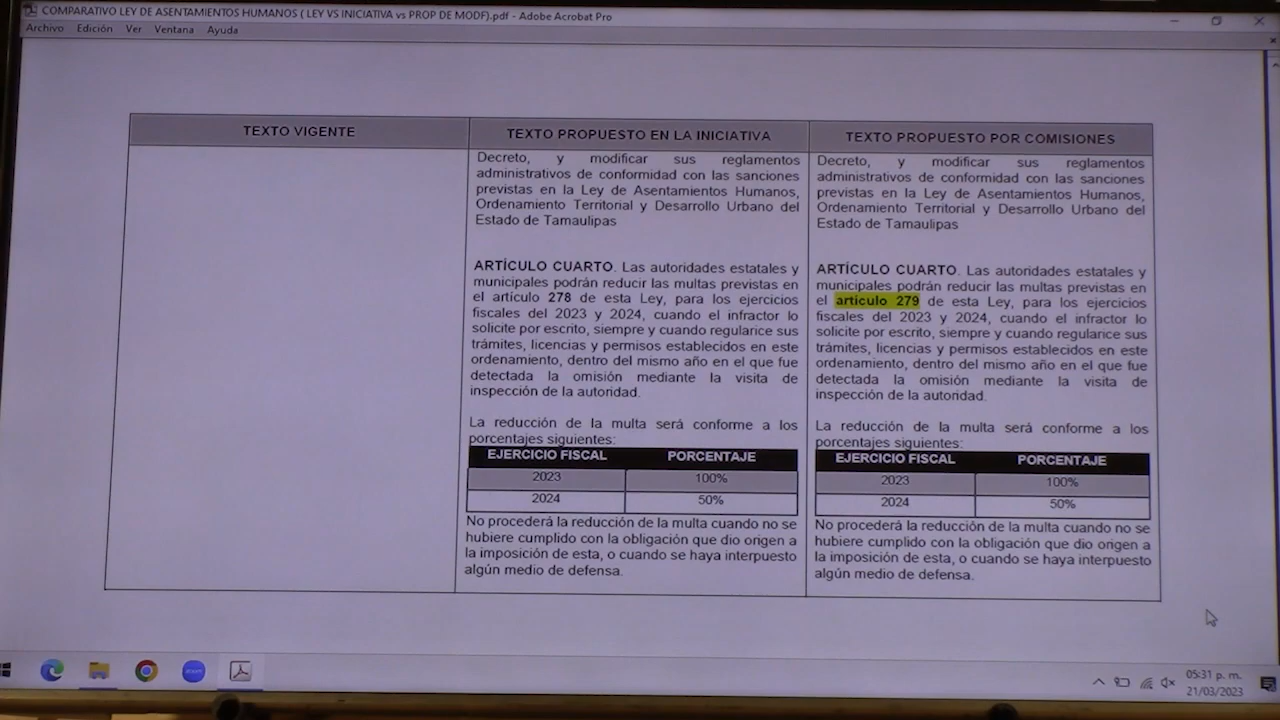 COMPARATIVO LEY DE ASENTAMIENTOS HUMANOS ( LEY VS INICIATIVA vs PROP DE MODF).pdf - Adobe Acrobat Pro
Archivo Edición Ver Ventana Ayuda
TEXTO VIGENTE
TEXTO PROPUESTO EN LA INICIATIVA
Decreto, y modificar sus reglamentos
administrativos de conformidad con las sanciones
previstas en la Ley de Asentamientos Humanos,
Ordenamiento Territorial y Desarrollo Urbano del
Estado de Tamaulipas
ARTÍCULO CUARTO. Las autoridades estatales y
municipales podrán reducir las multas previstas en
el artículo 278 de esta Ley, para los ejercicios
fiscales del 2023 y 2024, cuando el infractor lo
solicite por escrito, siempre y cuando regularice sus
trámites, licencias y permisos establecidos en este
ordenamiento, dentro del mismo año en el que fue
detectada la omisión mediante la visita de
inspección de la autoridad.
La reducción de la multa será conforme a los
porcentajes siguientes:
EJERCICIO FISCAL PORCENTAJE
2023 100%
2024 50%
No procederá la reducción de la multa cuando no se
hubiere cumplido con la obligación que dio origen a
la imposición de esta, o cuando se haya interpuesto
algún medio de defensa.
TEXTO PROPUESTO POR COMISIONES
Decreto, y modificar sus reglamentos
administrativos de conformidad con las sanciones
previstas en la Ley de Asentamientos Humanos,
Ordenamiento Territorial y Desarrollo Urbano del
Estado de Tamaulipas
ARTÍCULO CUARTO. Las autoridades estatales y
municipales podrán reducir las multas previstas en
el artículo 279 de esta Ley, para los ejercicios
fiscales del 2023 y 2024, cuando el infractor lo
solicite por escrito, siempre y cuando regularice sus
trámites, licencias y permisos establecidos en este
ordenamiento, dentro del mismo año en el que fue
detectada la omisión mediante la visita de
inspección de la autoridad.
La reducción de la multa será conforme a los
porcentajes siguientes:
EJERCICIO FISCAL PORCENTAJE
2023 100%
2024 50%
No procederá la reducción de la multa cuando no se
hubiere cumplido con la obligación que dio origen a
la imposición de esta, o cuando se haya interpuesto
algún medio de defensa.
zoom
05:31 p. m.
21/03/2023